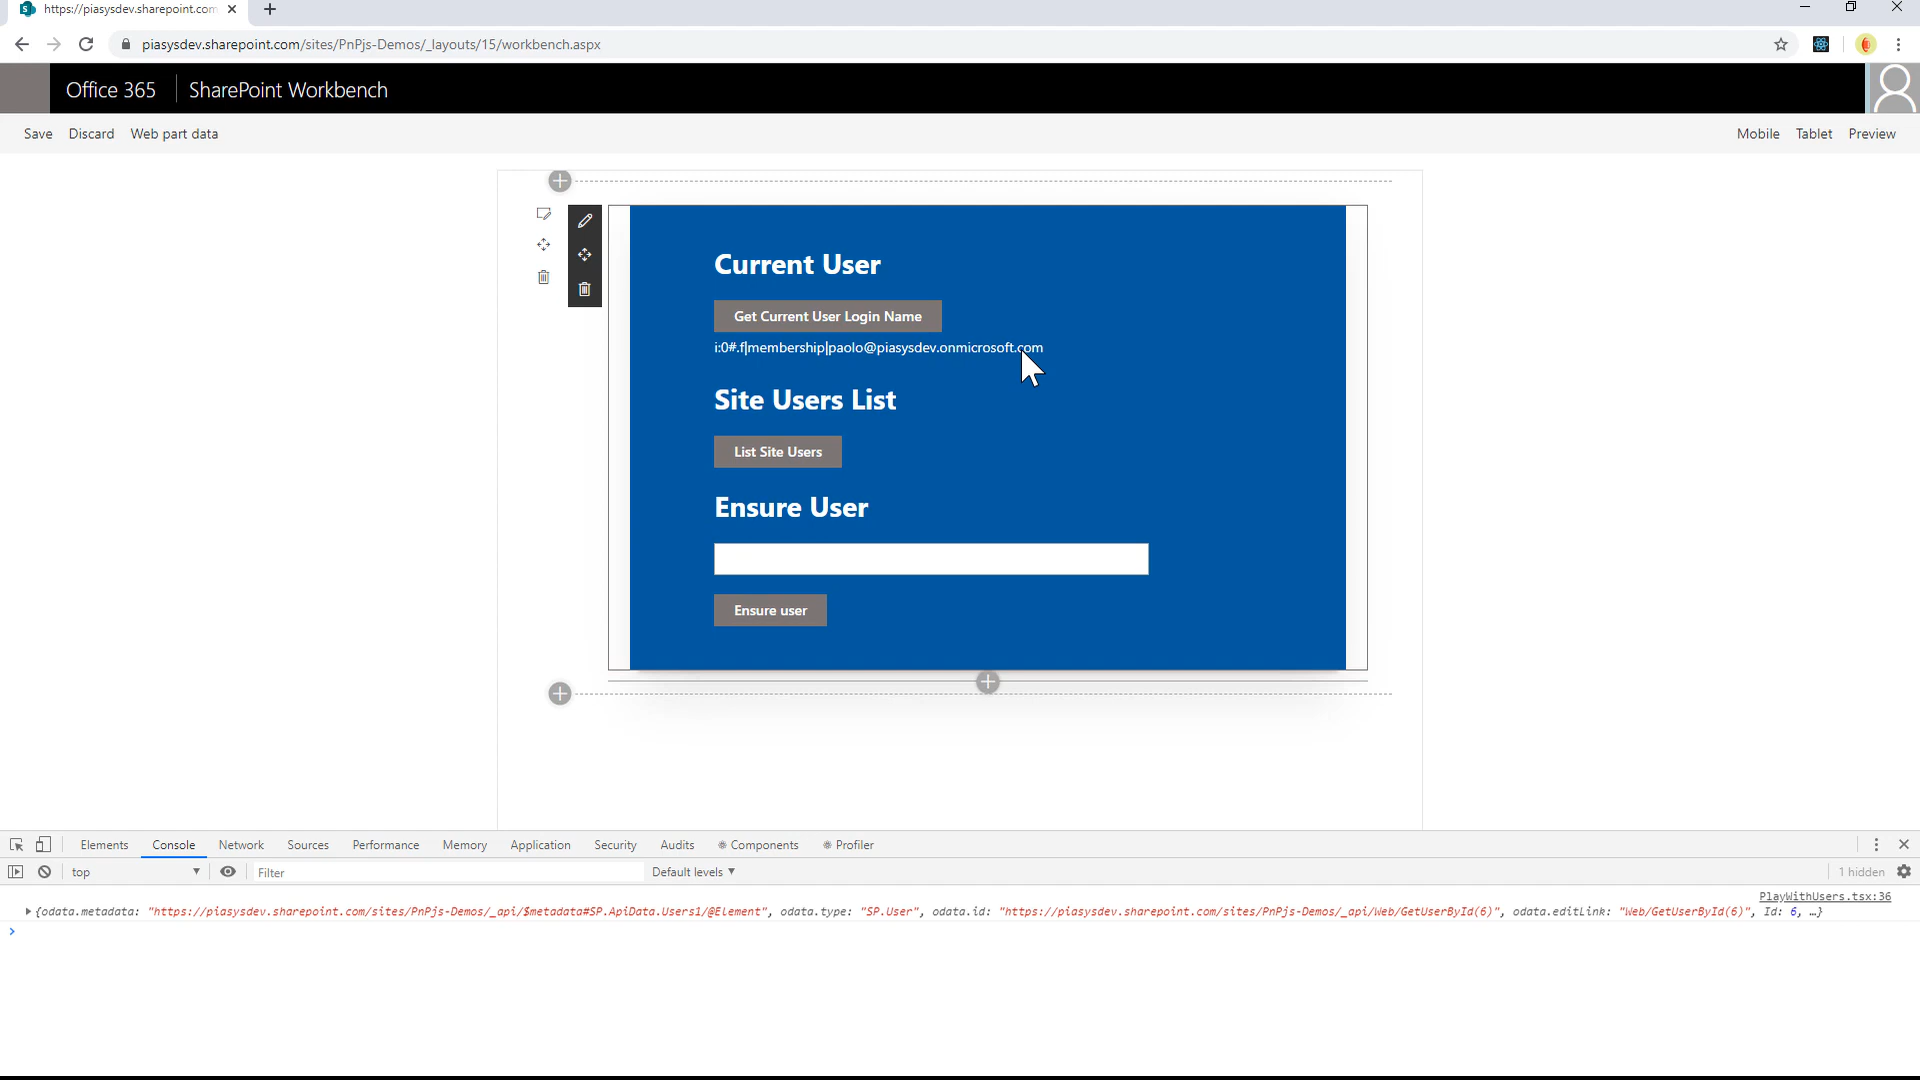 https://piasysdev.sharepoint.com
piasysdev.sharepoint.com/sites/PnPjs-Demos/_layouts/15/workbench.aspx
Office 365
SharePoint Workbench
Save Discard Web part data
Mobile Tablet Preview
Current User
Get Current User Login Name
i:0#.f|membership|paolo@piasysdev.onmicrosoft.com
Site Users List
List Site Users
Ensure User
Ensure user
Elements Console Network Sources Performance Memory Application Security Audits Components Profiler
top Filter Default levels 1 hidden
PlayWithUsers.tsx:36
{odata.metadata: "https://piasysdev.sharepoint.com/sites/PnPjs-Demos/_api/$metadata#SP.ApiData.Users1/@Element", odata.type: "SP.User", odata.id: "https://piasysdev.sharepoint.com/sites/PnPjs-Demos/_api/Web/GetUserById(6)", odata.editLink: "Web/GetUserById(6)", Id: 6, …}